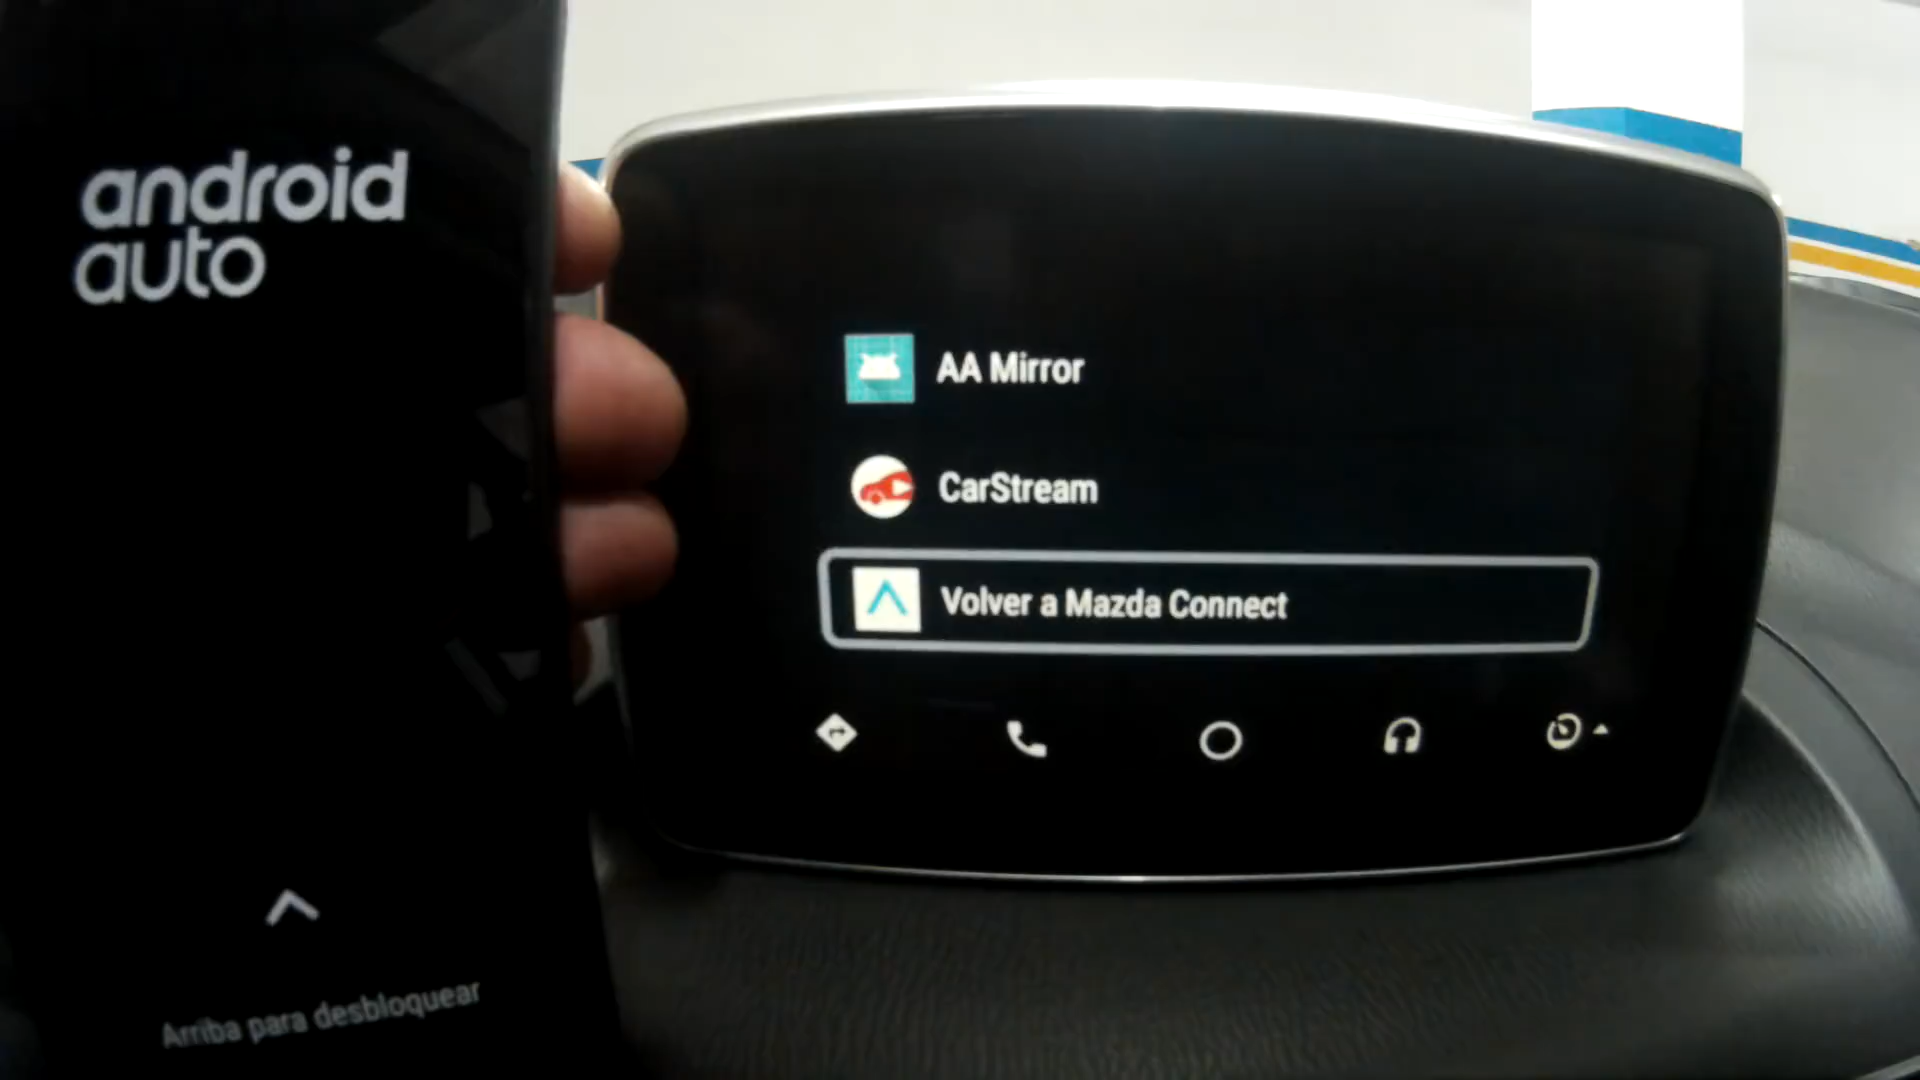 android
auto
Arriba para desbloquear
AA Mirror
CarStream
Volver a Mazda Connect